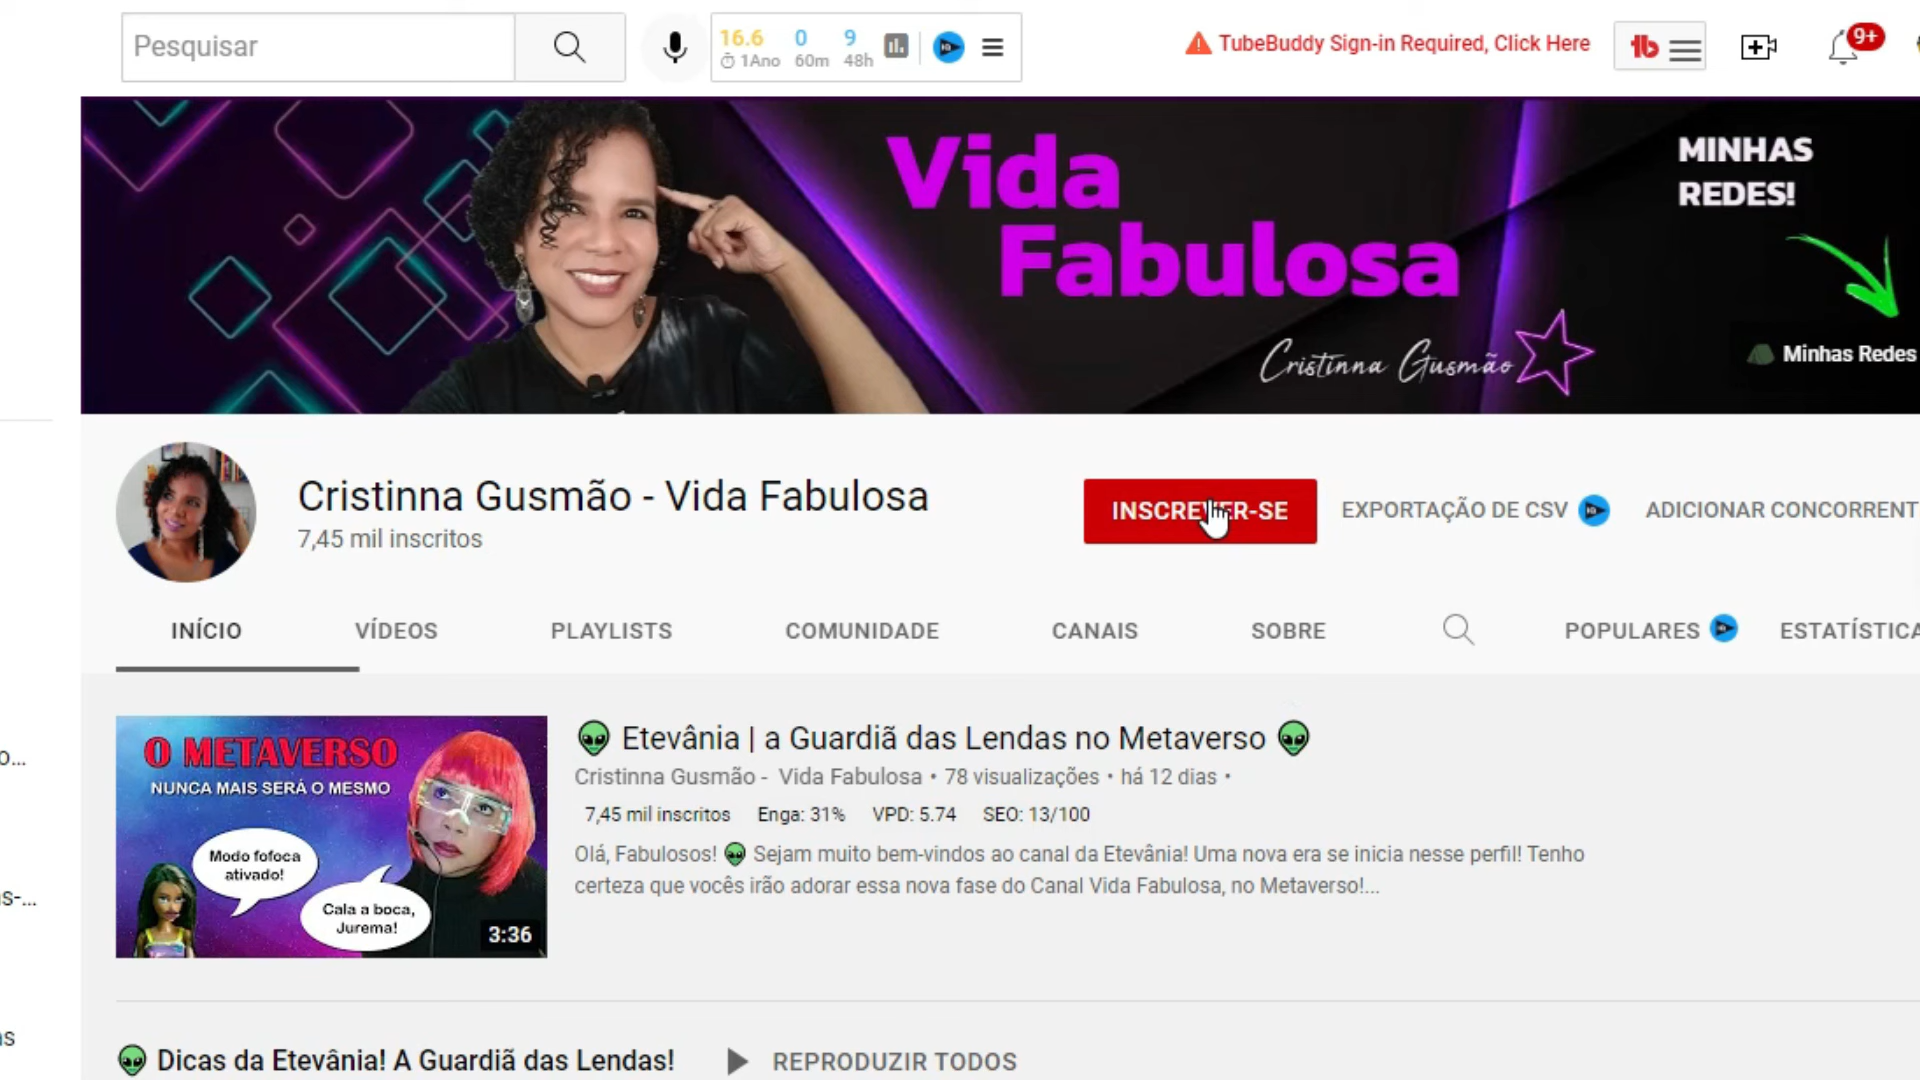 Pesquisar
16.6 0 9
1Ano 60m 48h
TubeBuddy Sign-in Required, Click Here
9+
Vida
Fabulosa
Cristinna Gusmão
MINHAS
REDES!
Minhas Redes
Cristinna Gusmão - Vida Fabulosa
7,45 mil inscritos
INSCREVER-SE
EXPORTAÇÃO DE CSV
ADICIONAR CONCORRENT
INÍCIO
VÍDEOS
PLAYLISTS
COMUNIDADE
CANAIS
SOBRE
POPULARES
ESTATÍSTICA
O METAVERSO
NUNCA MAIS SERÁ O MESMO
Modo fofoca
ativado!
Cala a boca,
Jurema!
3:36
👽 Etevânia | a Guardiã das Lendas no Metaverso 👽
Cristinna Gusmão - Vida Fabulosa • 78 visualizações • há 12 dias •
7,45 mil inscritos Enga: 31% VPD: 5.74 SEO: 13/100
Olá, Fabulosos! 👽 Sejam muito bem-vindos ao canal da Etevânia! Uma nova era se inicia nesse perfil! Tenho
certeza que vocês irão adorar essa nova fase do Canal Vida Fabulosa, no Metaverso!...
👽 Dicas da Etevânia! A Guardiã das Lendas!
REPRODUZIR TODOS